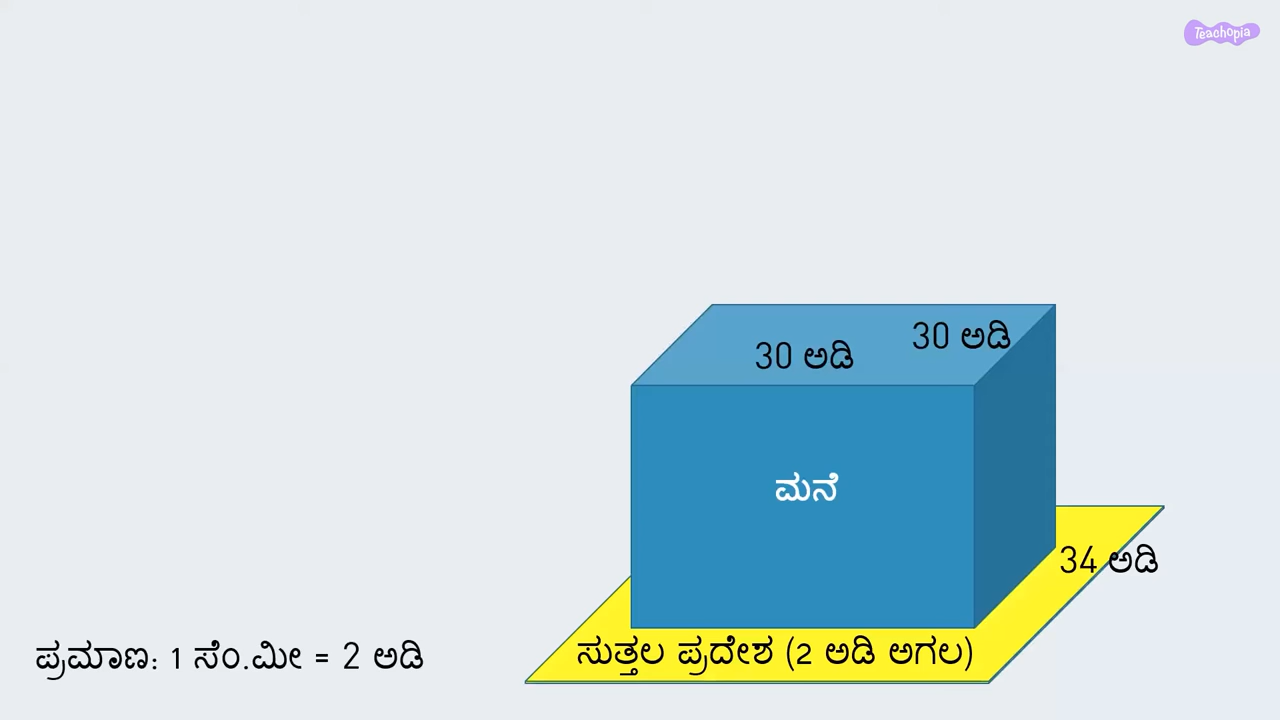 Teachopia
30 ಅಡಿ
30 ಅಡಿ
ಮನೆ
34 ಅಡಿ
ಸುತ್ತಲ ಪ್ರದೇಶ (2 ಅಡಿ ಅಗಲ)
ಪ್ರಮಾಣ: 1 ಸೆಂ.ಮೀ = 2 ಅಡಿ